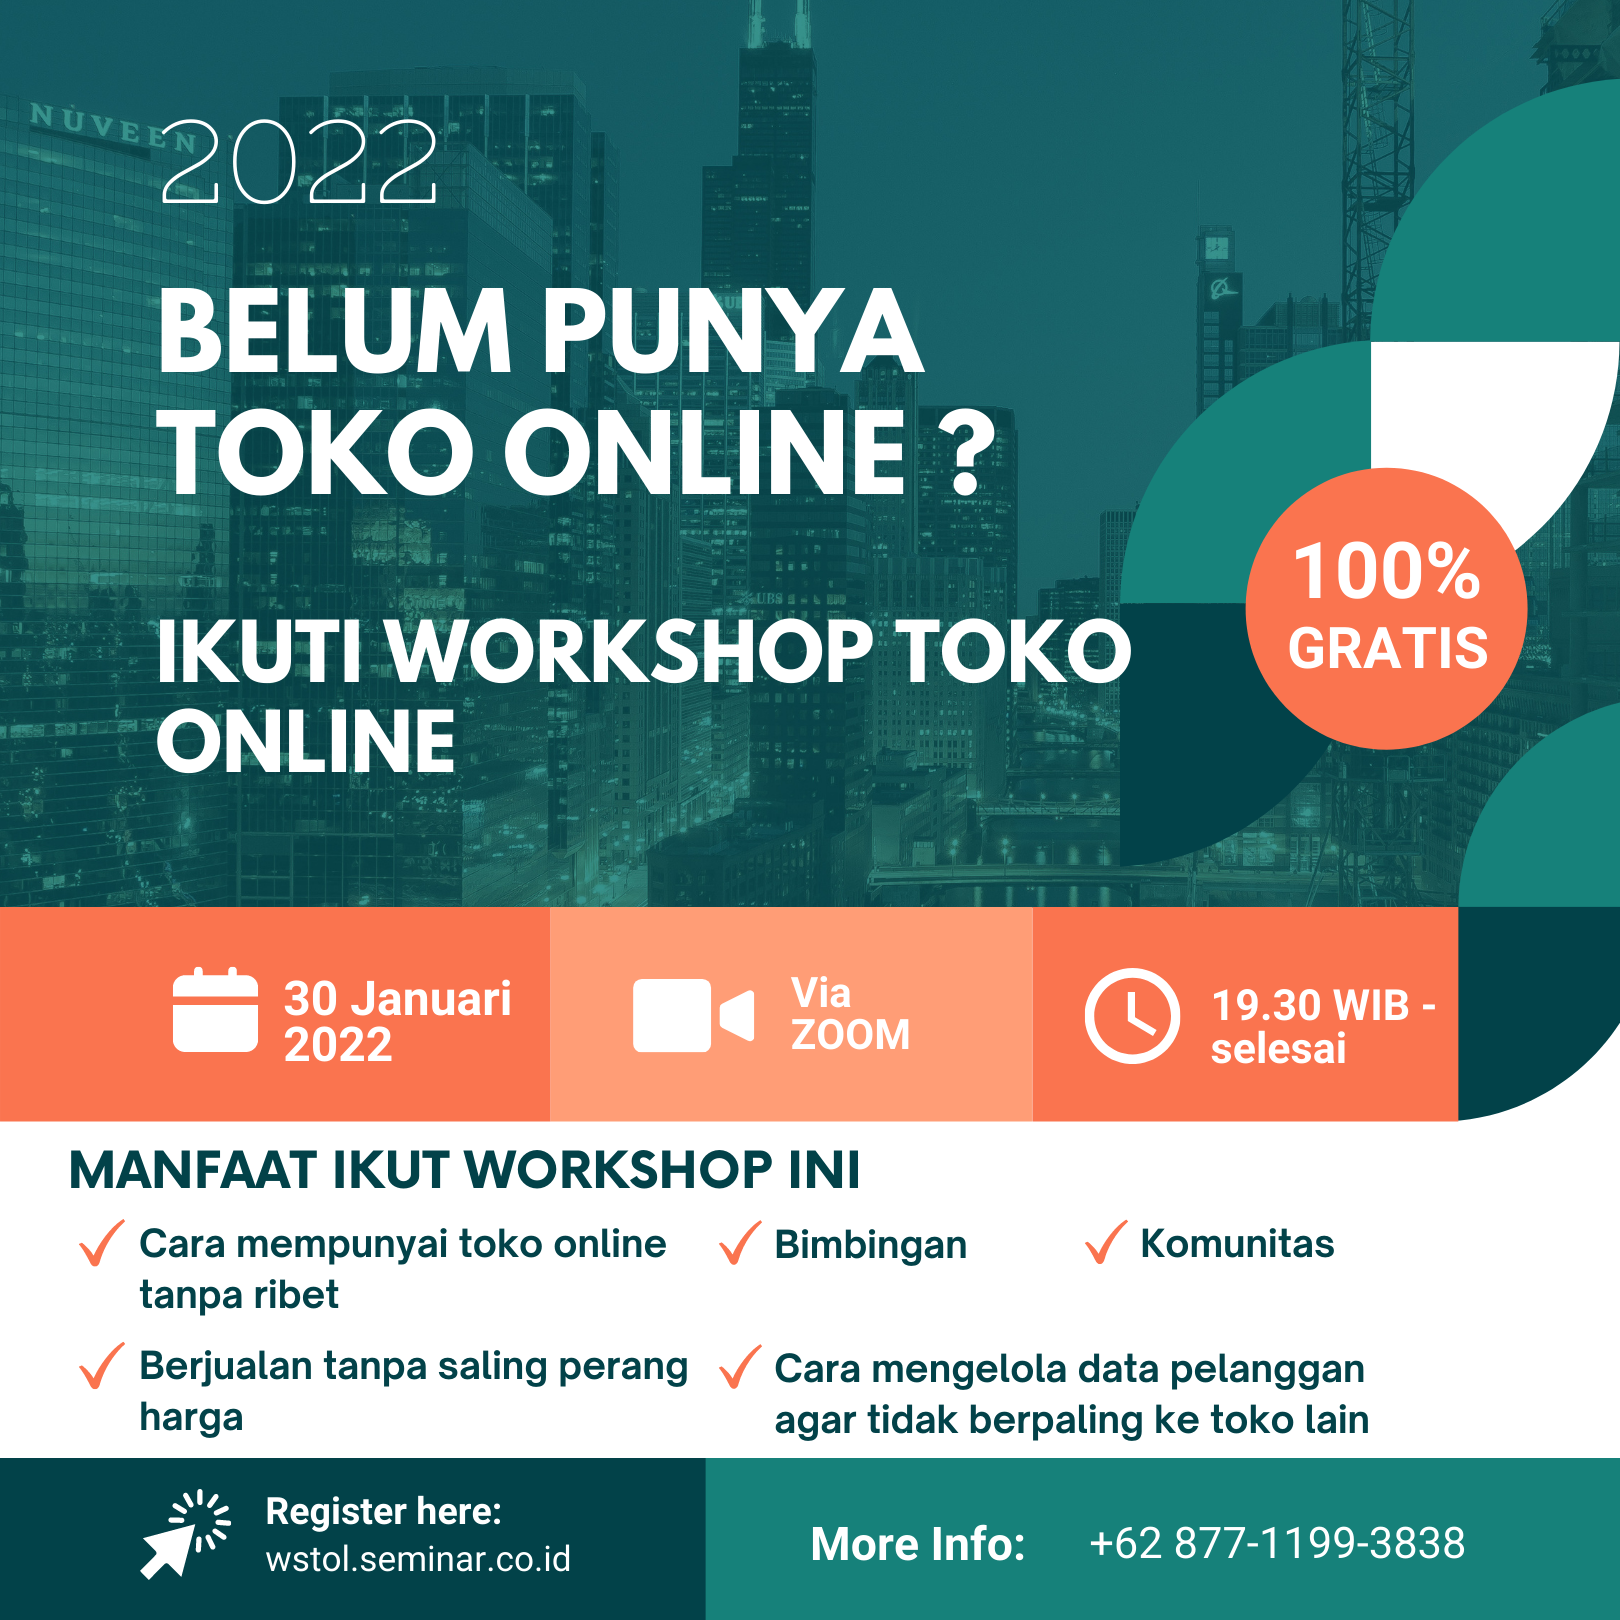 NUVEEN
2022
BELUM PUNYA
TOKO ONLINE ?
IKUTI WORKSHOP TOKO
ONLINE
UBS
100%
GRATIS
30 Januari
2022
Via
ZOOM
19.30 WIB -
selesai
MANFAAT IKUT WORKSHOP INI
Cara mempunyai toko online
tanpa ribet
Bimbingan
Komunitas
Berjualan tanpa saling perang
harga
Cara mengelola data pelanggan
agar tidak berpaling ke toko lain
Register here:
wstol.seminar.co.id
More Info:
+62 877-1199-3838